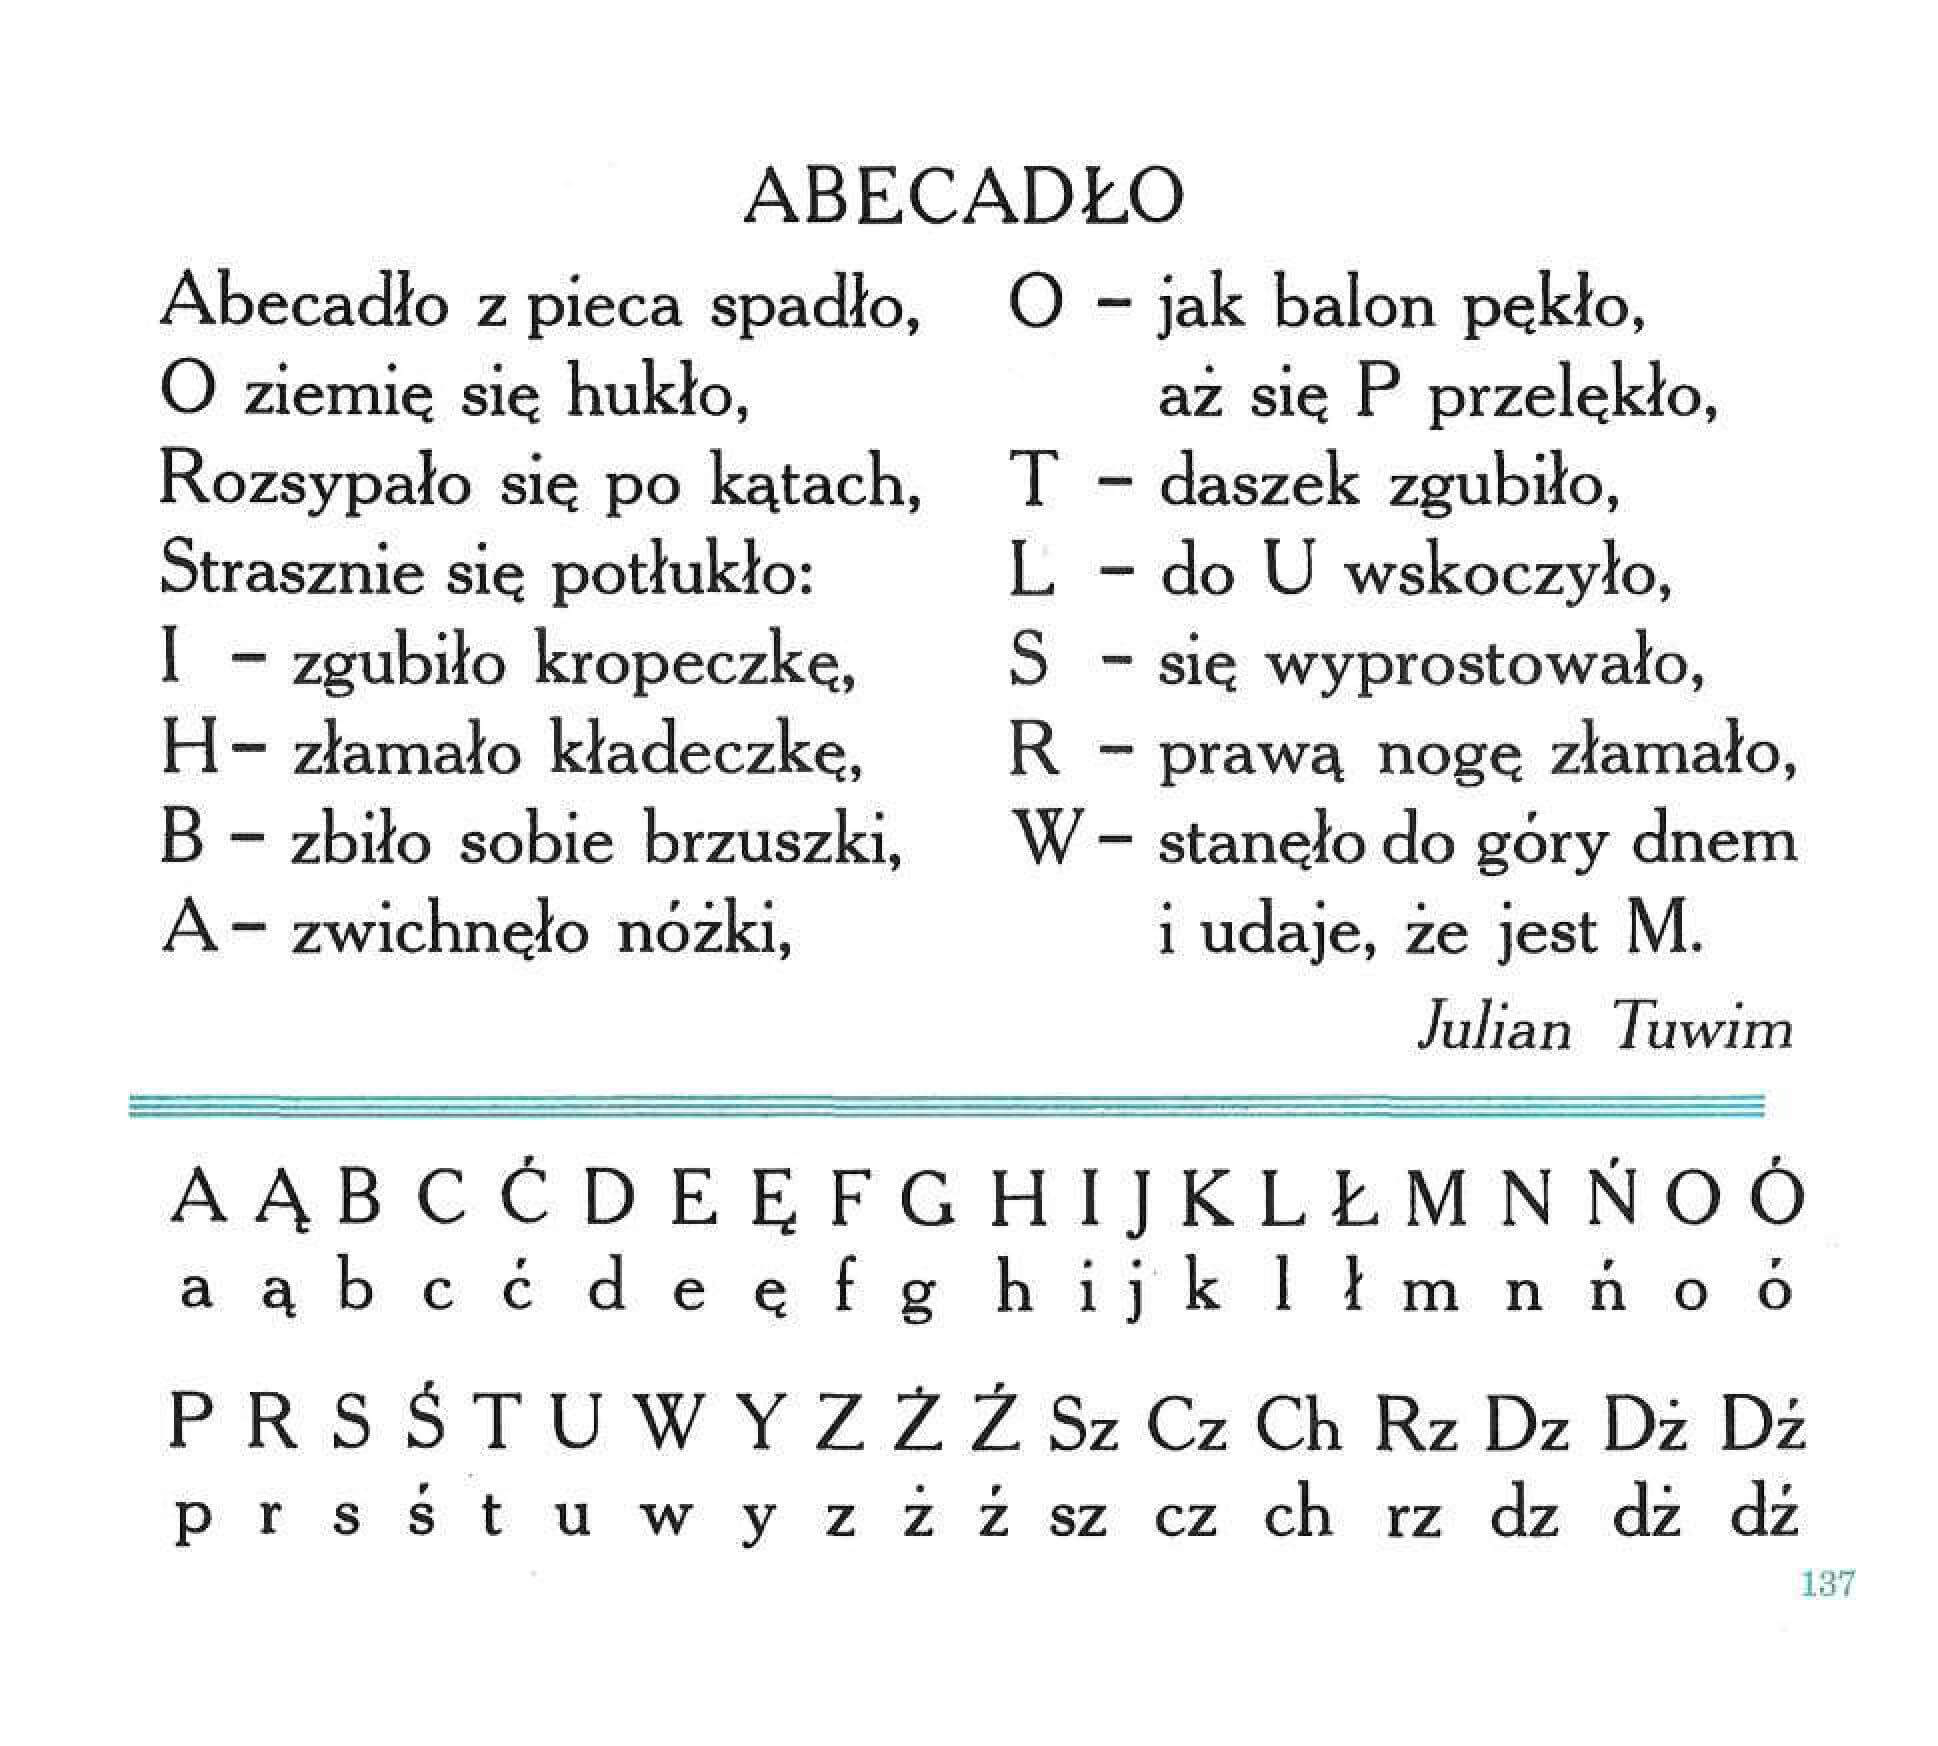 ABECADŁO
Abecadło z pieca spadło,
O ziemię się hukło,
Rozsypało się po kątach,
Strasznie się potłukło:
I – zgubiło kropeczkę,
H – złamało kładeczkę,
B – zbiło sobie brzuszki,
A – zwichnęło nóżki,
O – jak balon pękło,
aż się P przelękło,
T – daszek zgubiło,
L – do U wskoczyło,
S – się wyprostowało,
R – prawą nogę złamało,
W – stanęło do góry dnem
i udaje, że jest M.
Julian Tuwim
A Ą B C Ć D E Ę F G H I J K L Ł M N Ń O Ó
a ą b c ć d e ę f g h i j k l ł m n ń o ó
P R S Ś T U W Y Z Ż Ź Sz Cz Ch Rz Dz Dż Dź
p r s ś t u w y z ż ź sz cz ch rz dz dż dź
137